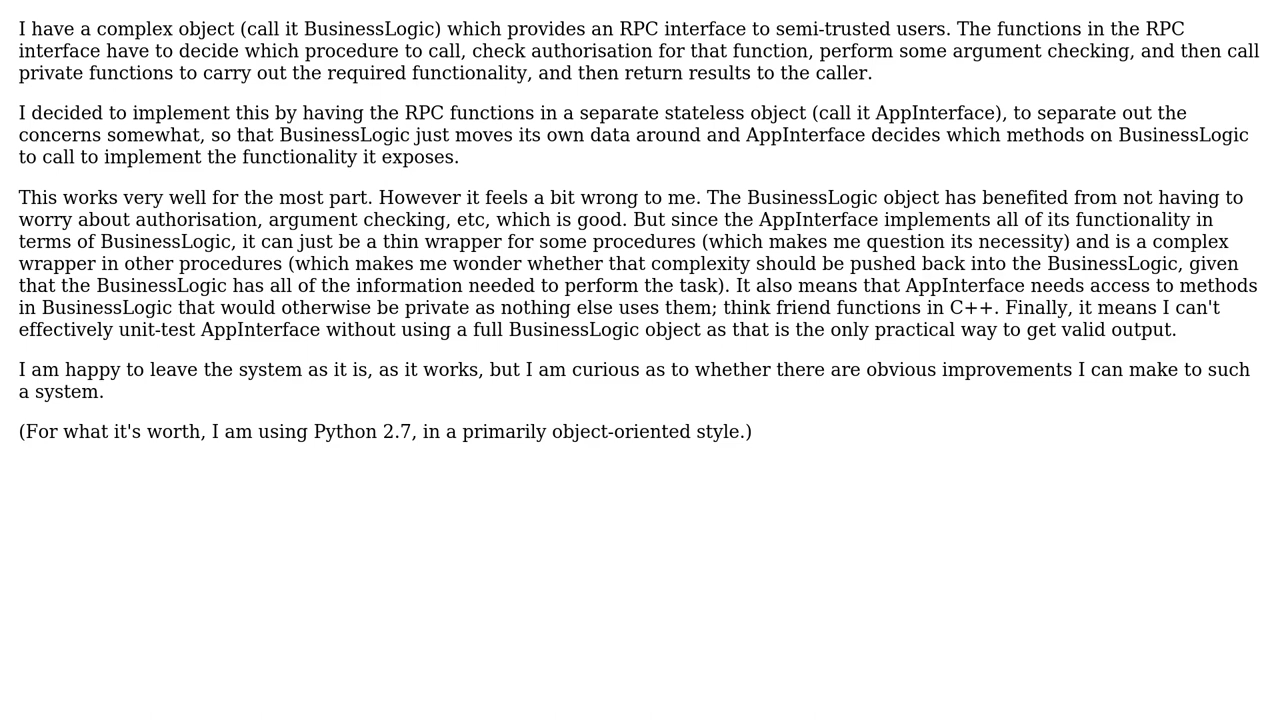 I have a complex object (call it BusinessLogic) which provides an RPC interface to semi-trusted users. The functions in the RPC
interface have to decide which procedure to call, check authorisation for that function, perform some argument checking, and then call
private functions to carry out the required functionality, and then return results to the caller.
I decided to implement this by having the RPC functions in a separate stateless object (call it AppInterface), to separate out the
concerns somewhat, so that BusinessLogic just moves its own data around and AppInterface decides which methods on BusinessLogic
to call to implement the functionality it exposes.
This works very well for the most part. However it feels a bit wrong to me. The BusinessLogic object has benefited from not having to
worry about authorisation, argument checking, etc, which is good. But since the AppInterface implements all of its functionality in
terms of BusinessLogic, it can just be a thin wrapper for some procedures (which makes me question its necessity) and is a complex
wrapper in other procedures (which makes me wonder whether that complexity should be pushed back into the BusinessLogic, given
that the BusinessLogic has all of the information needed to perform the task). It also means that AppInterface needs access to methods
in BusinessLogic that would otherwise be private as nothing else uses them; think friend functions in C++. Finally, it means I can't
effectively unit-test AppInterface without using a full BusinessLogic object as that is the only practical way to get valid output.
I am happy to leave the system as it is, as it works, but I am curious as to whether there are obvious improvements I can make to such
a system.
(For what it's worth, I am using Python 2.7, in a primarily object-oriented style.)